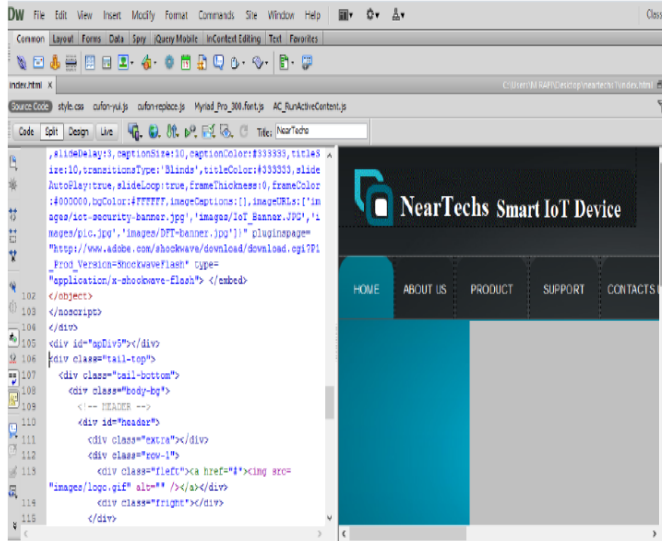 DW File Edit View Insert Modify Format Commands Site Window Help Class
Common Layout Forms Data Spry jQuery Mobile InContext Editing Text Favorites
index.html x C:\Users\M RAFI\Desktop\neartechs 1\index.html
Source Code style.css cufon-yui.js cufon-replace.js Myriad_Pro_300.font.js AC_RunActiveContent.js
Code Split Design Live Title: NearTechs
,slideDelay:3,captionSize:10,captionColor:#333333,titleS
ize:10,transitionsType:'Blinds',titleColor:#333333,slide
AutoPlay:true,slideLoop:true,frameThickness:0,frameColor
:#000000,bgColor:#FFFFFF,imageCaptions:[],imageURLs:['im
ages/iot-security-banner.jpg','images/IoT_Banner.JPG','i
mages/pic.jpg','images/DFT-banner.jpg']}" pluginspage=
"http://www.adobe.com/shockwave/download/download.cgi?P1
_Prod_Version=ShockwaveFlash" type=
"application/x-shockwave-flash"> </embed>
102 </object>
103 </noscript>
104 </div>
105 <div id="apDiv5"></div>
106 <div class="tail-top">
107 <div class="tail-bottom">
108 <div class="body-bg">
109 <!-- HEADER -->
110 <div id="header">
111 <div class="extra"></div>
112 <div class="row-1">
113 <div class="fleft"><a href="#"><img src=
"images/logo.gif" alt="" /></a></div>
114 <div class="fright"></div>
115 </div>
NearTechs Smart IoT Device
HOME ABOUT US PRODUCT SUPPORT CONTACTS U